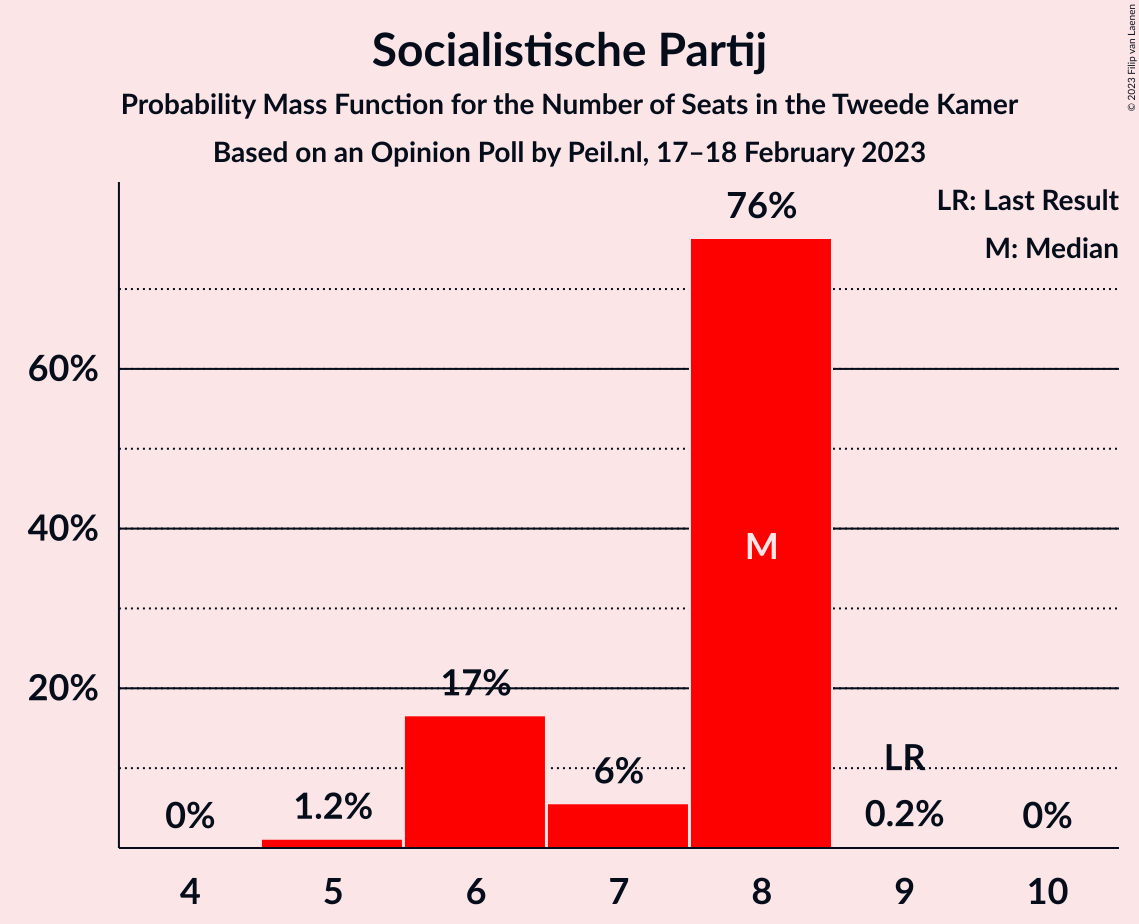 Socialistische Partij
Probability Mass Function for the Number of Seats in the Tweede Kamer
Based on an Opinion Poll by Peil.nl, 17–18 February 2023
© 2023 Filip van Laenen
LR: Last Result
M: Median
60%
40%
20%
0%
1.2%
17%
6%
76%
M
LR
0.2%
0%
4 5 6 7 8 9 10